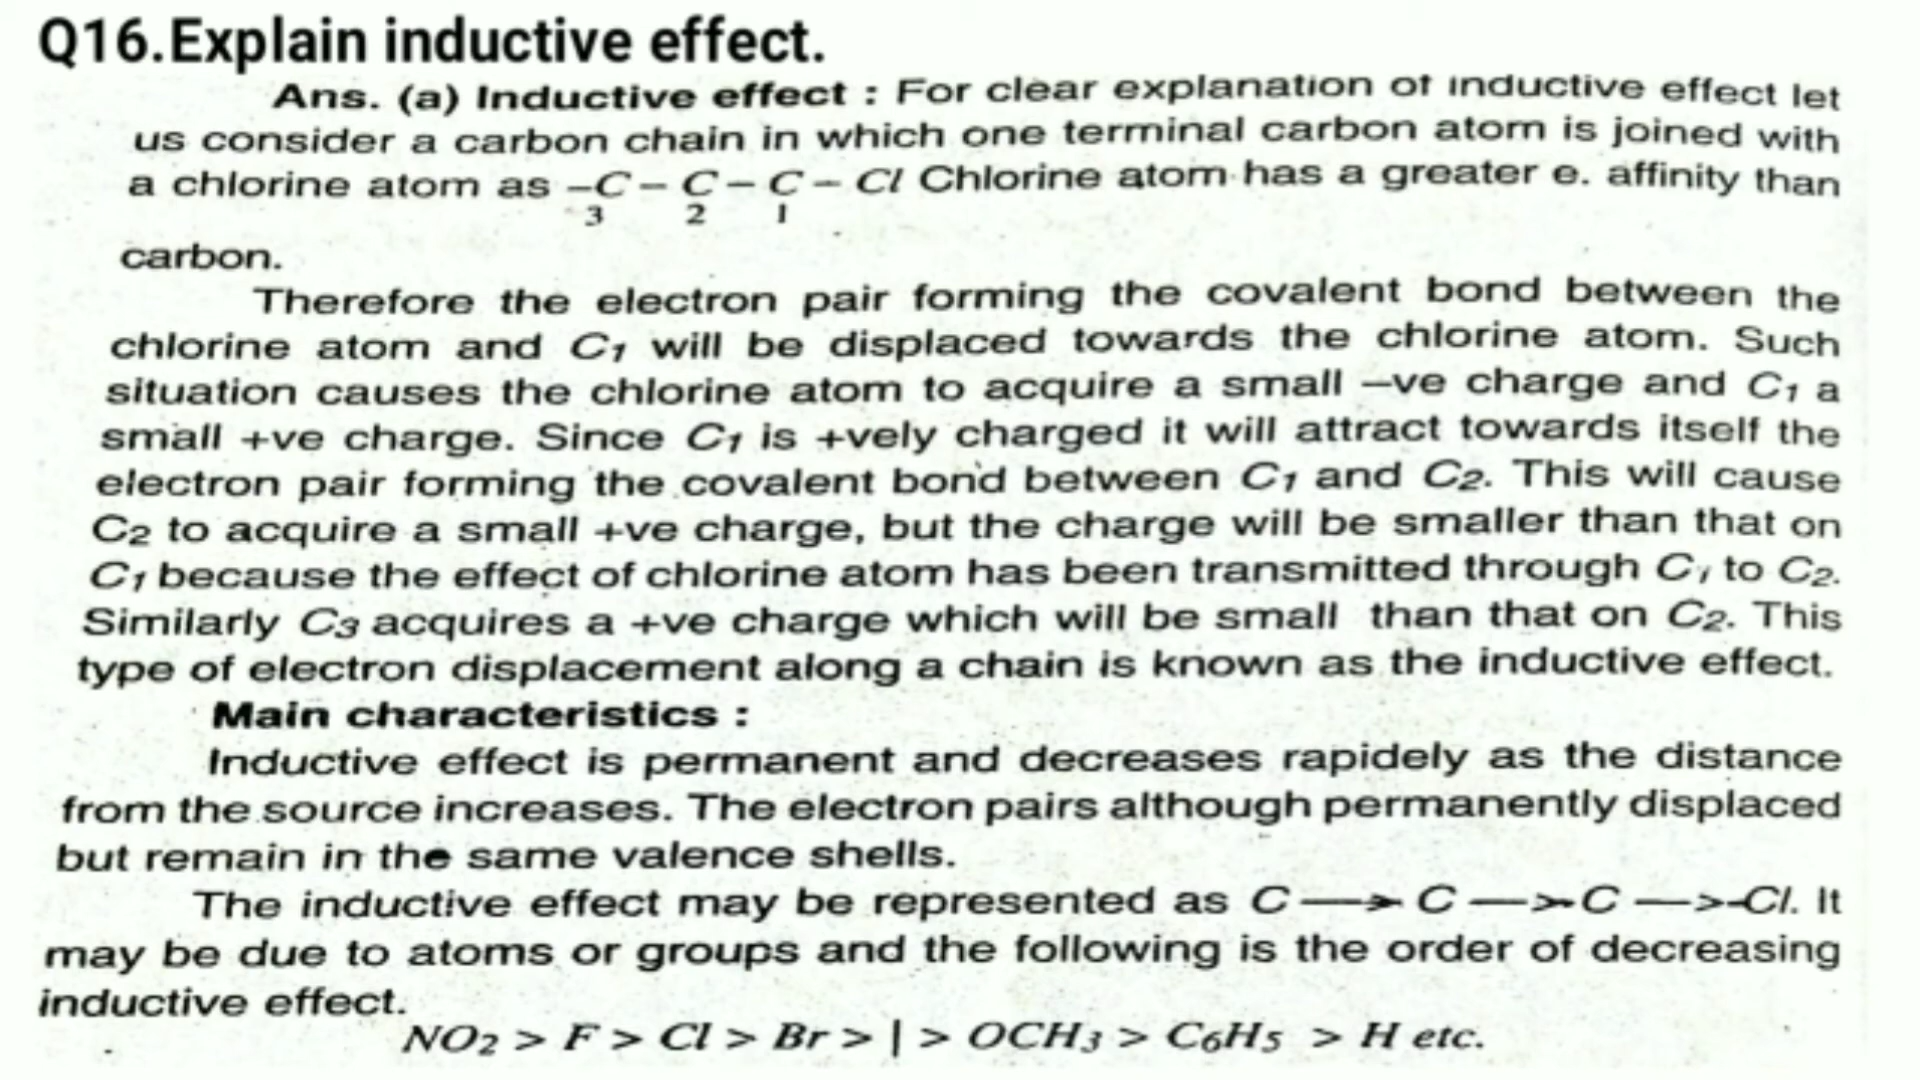 Q16.Explain inductive effect.
Ans. (a) Inductive effect : For clear explanation of inductive effect let
us consider a carbon chain in which one terminal carbon atom is joined with
a chlorine atom as –C – C – C – Cl Chlorine atom has a greater e. affinity than
3 2 1
carbon.
Therefore the electron pair forming the covalent bond between the
chlorine atom and C₁ will be displaced towards the chlorine atom. Such
situation causes the chlorine atom to acquire a small –ve charge and C₁ a
small +ve charge. Since C₁ is +vely charged it will attract towards itself the
electron pair forming the covalent bond between C₁ and C₂. This will cause
C₂ to acquire a small +ve charge, but the charge will be smaller than that on
C₁ because the effect of chlorine atom has been transmitted through C₁ to C₂.
Similarly C₃ acquires a +ve charge which will be small than that on C₂. This
type of electron displacement along a chain is known as the inductive effect.
Main characteristics :
Inductive effect is permanent and decreases rapidely as the distance
from the source increases. The electron pairs although permanently displaced
but remain in the same valence shells.
The inductive effect may be represented as C —> C —> C —>-Cl. It
may be due to atoms or groups and the following is the order of decreasing
inductive effect.
NO₂ > F > Cl > Br > | > OCH₃ > C₆H₅ > H etc.